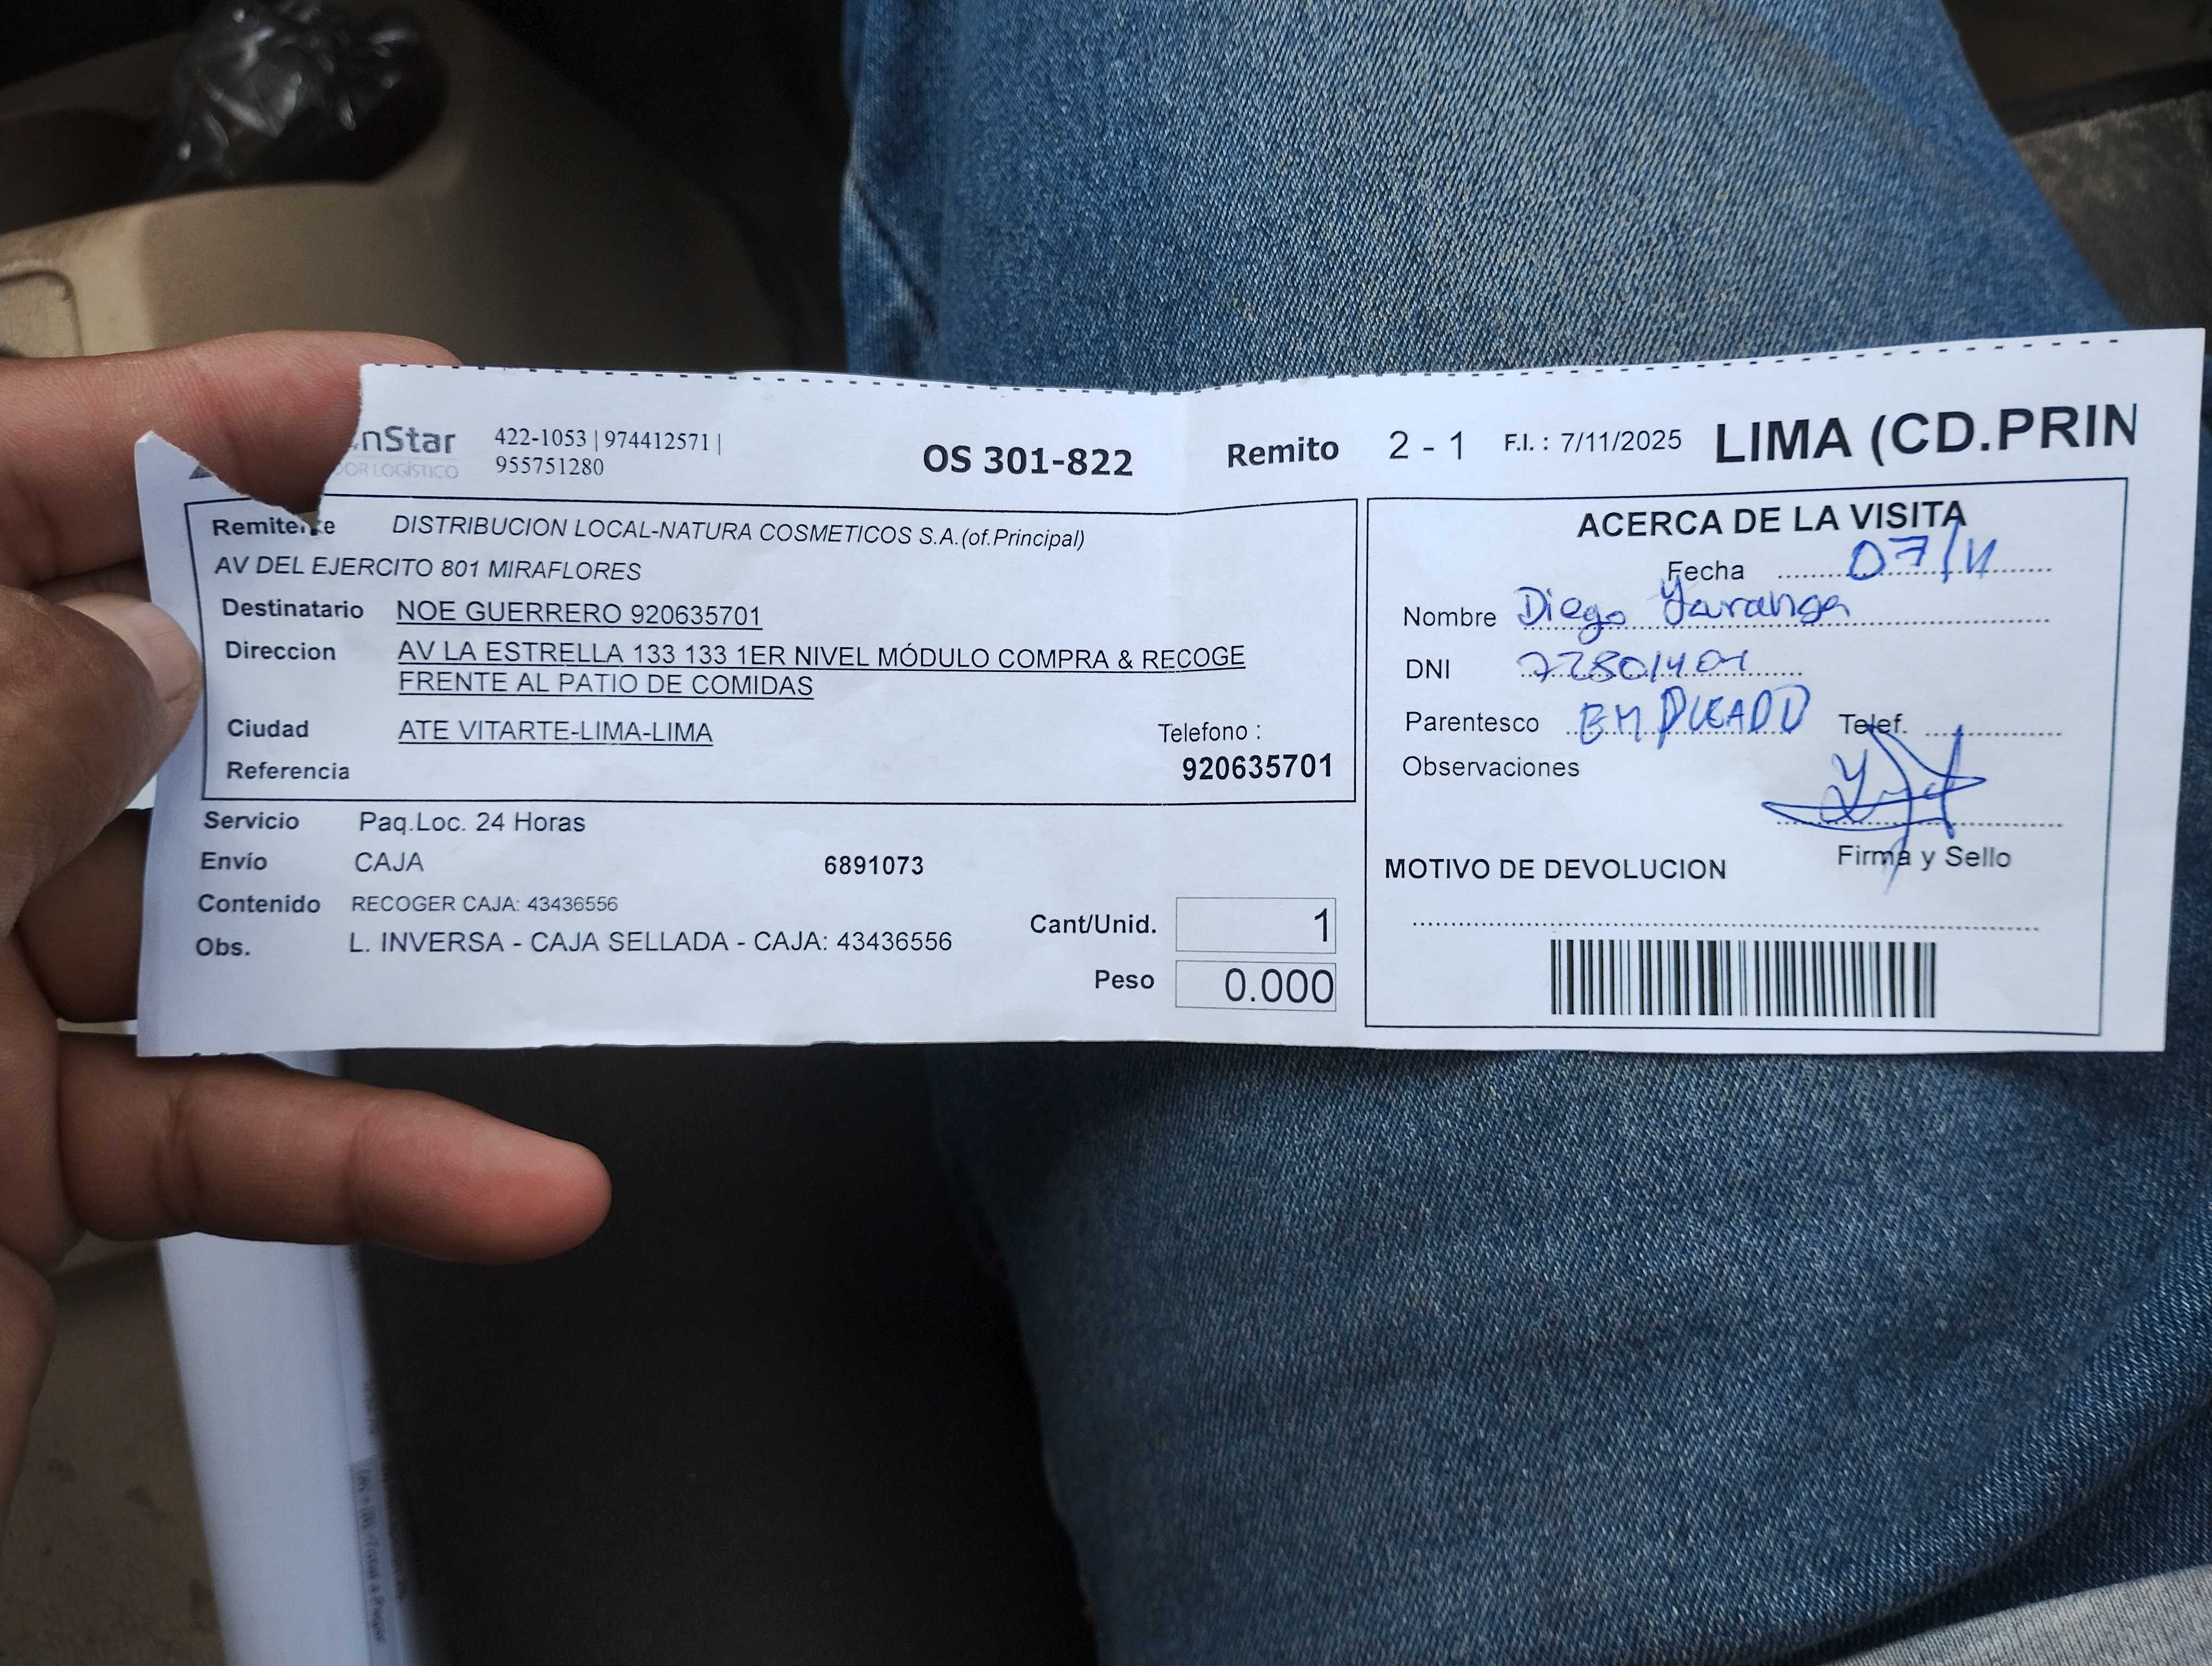 nStar
OR LOGÍSTICO
422-1053 | 974412571 |
955751280
OS 301-822
Remito 2 - 1
F.I. : 7/11/2025
LIMA (CD.PRIN
Remitente DISTRIBUCION LOCAL-NATURA COSMETICOS S.A.(of.Principal)
AV DEL EJERCITO 801 MIRAFLORES
Destinatario NOE GUERRERO 920635701
Direccion AV LA ESTRELLA 133 133 1ER NIVEL MÓDULO COMPRA & RECOGE
FRENTE AL PATIO DE COMIDAS
Ciudad ATE VITARTE-LIMA-LIMA
Telefono :
Referencia
920635701
Servicio Paq.Loc. 24 Horas
Envío CAJA 6891073
Contenido RECOGER CAJA: 43436556
Obs. L. INVERSA - CAJA SELLADA - CAJA: 43436556
Cant/Unid. 1
Peso 0.000
ACERCA DE LA VISITA
Fecha 07/11
Nombre Diego Yaranga
DNI
Parentesco EMPLEADO Telef.
Observaciones
Firma y Sello
MOTIVO DE DEVOLUCION